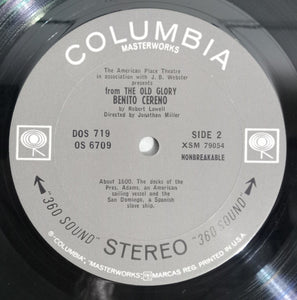 COLUMBIA
MASTERWORKS
The American Place Theatre
in association with J. B. Webster
presents
from THE OLD GLORY
BENITO CERENO
by Robert Lowell
Directed by Jonathan Miller
DOS 719
OS 6709
SIDE 2
XSM 79054
NONBREAKABLE
About 1800. The decks of the
Pres. Adams, an American
sailing vessel and the
San Domingo, a Spanish
slave ship.
"360 SOUND" STEREO "360 SOUND"
® "COLUMBIA", "MASTERWORKS", MARCAS REG. PRINTED IN U.S.A.